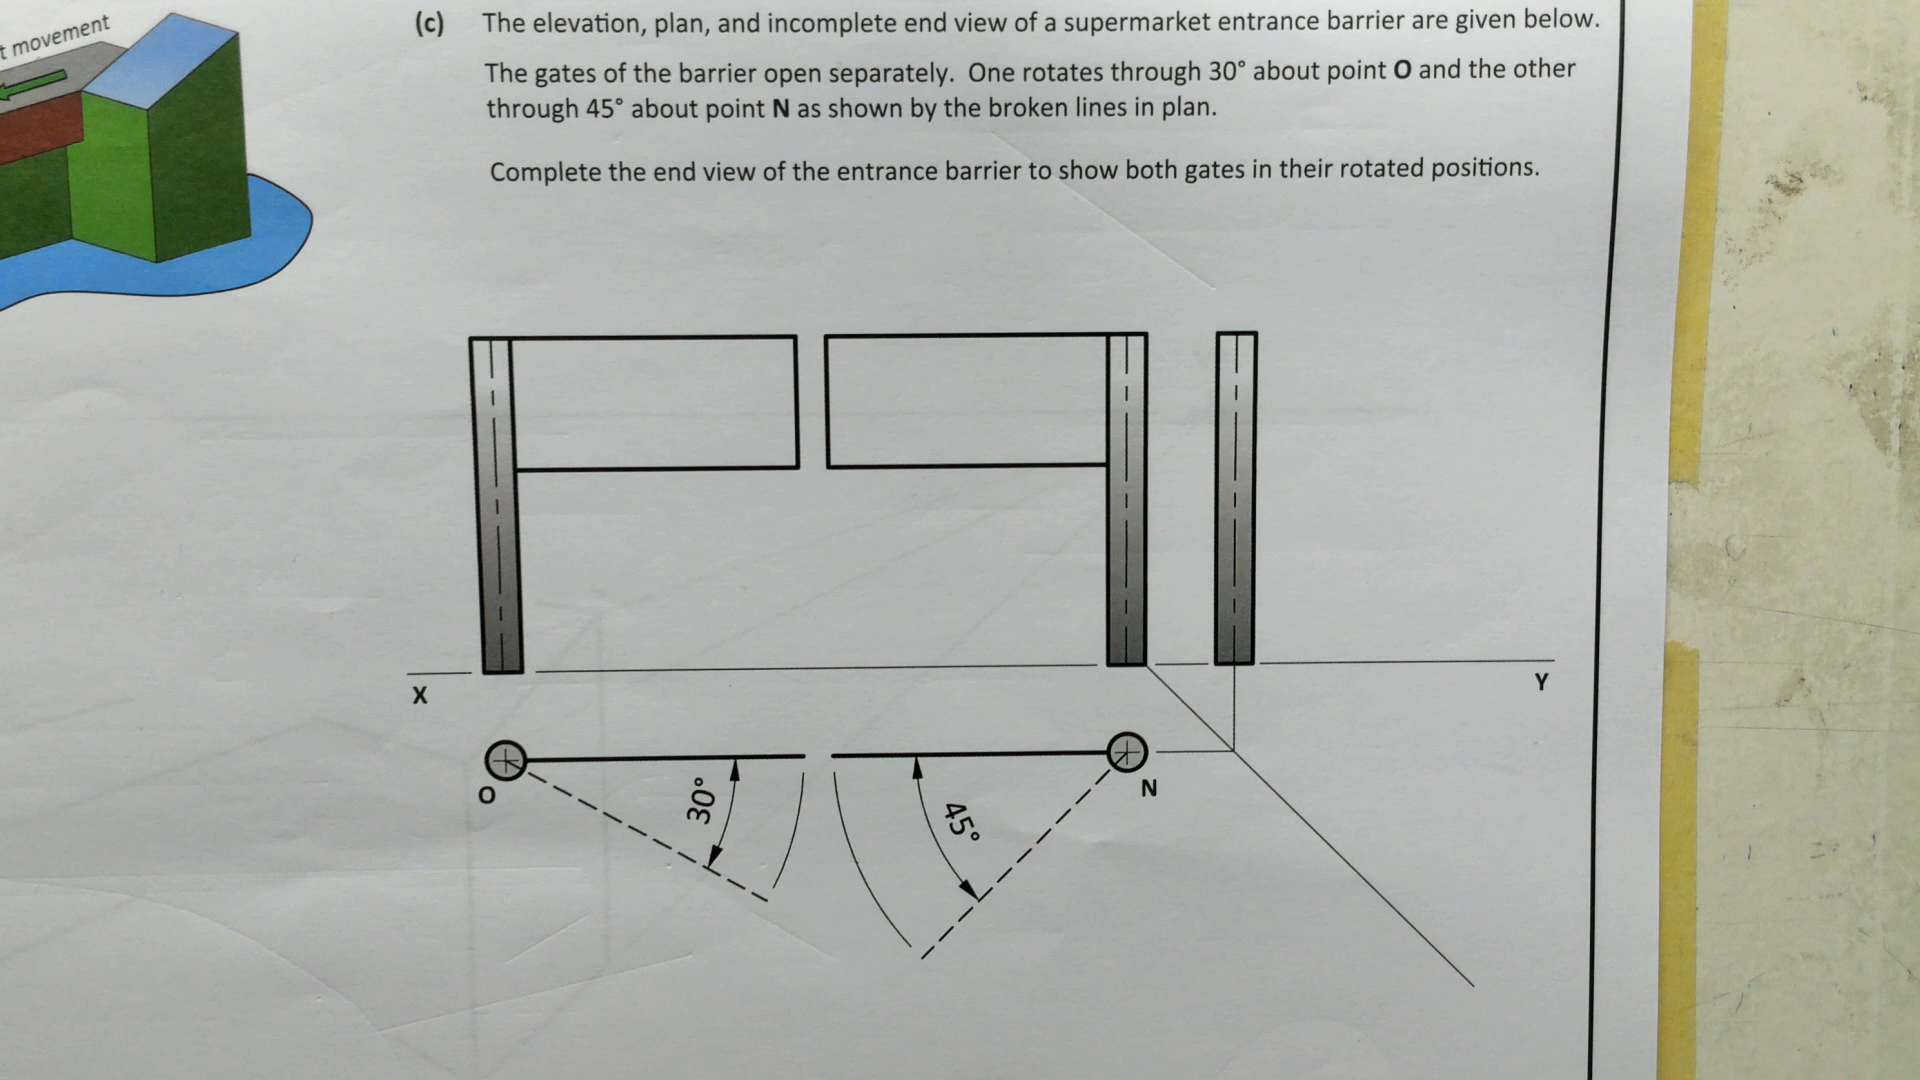 t movement
(c) The elevation, plan, and incomplete end view of a supermarket entrance barrier are given below.
The gates of the barrier open separately. One rotates through 30° about point O and the other
through 45° about point N as shown by the broken lines in plan.
Complete the end view of the entrance barrier to show both gates in their rotated positions.
X
Y
O
30°
45°
N